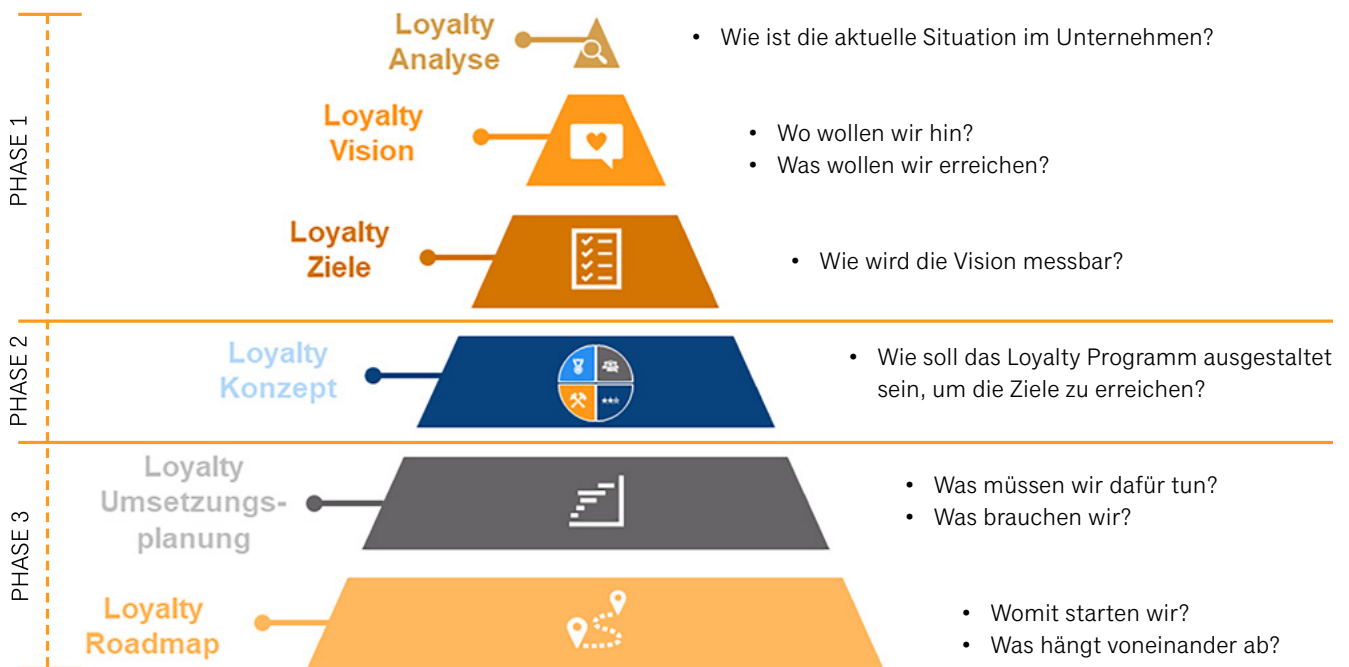 PHASE 1
Loyalty
Analyse
• Wie ist die aktuelle Situation im Unternehmen?
Loyalty
Vision
• Wo wollen wir hin?
• Was wollen wir erreichen?
Loyalty
Ziele
• Wie wird die Vision messbar?
PHASE 2
Loyalty
Konzept
• Wie soll das Loyalty Programm ausgestaltet
sein, um die Ziele zu erreichen?
PHASE 3
Loyalty
Umsetzungs-
planung
• Was müssen wir dafür tun?
• Was brauchen wir?
Loyalty
Roadmap
• Womit starten wir?
• Was hängt voneinander ab?